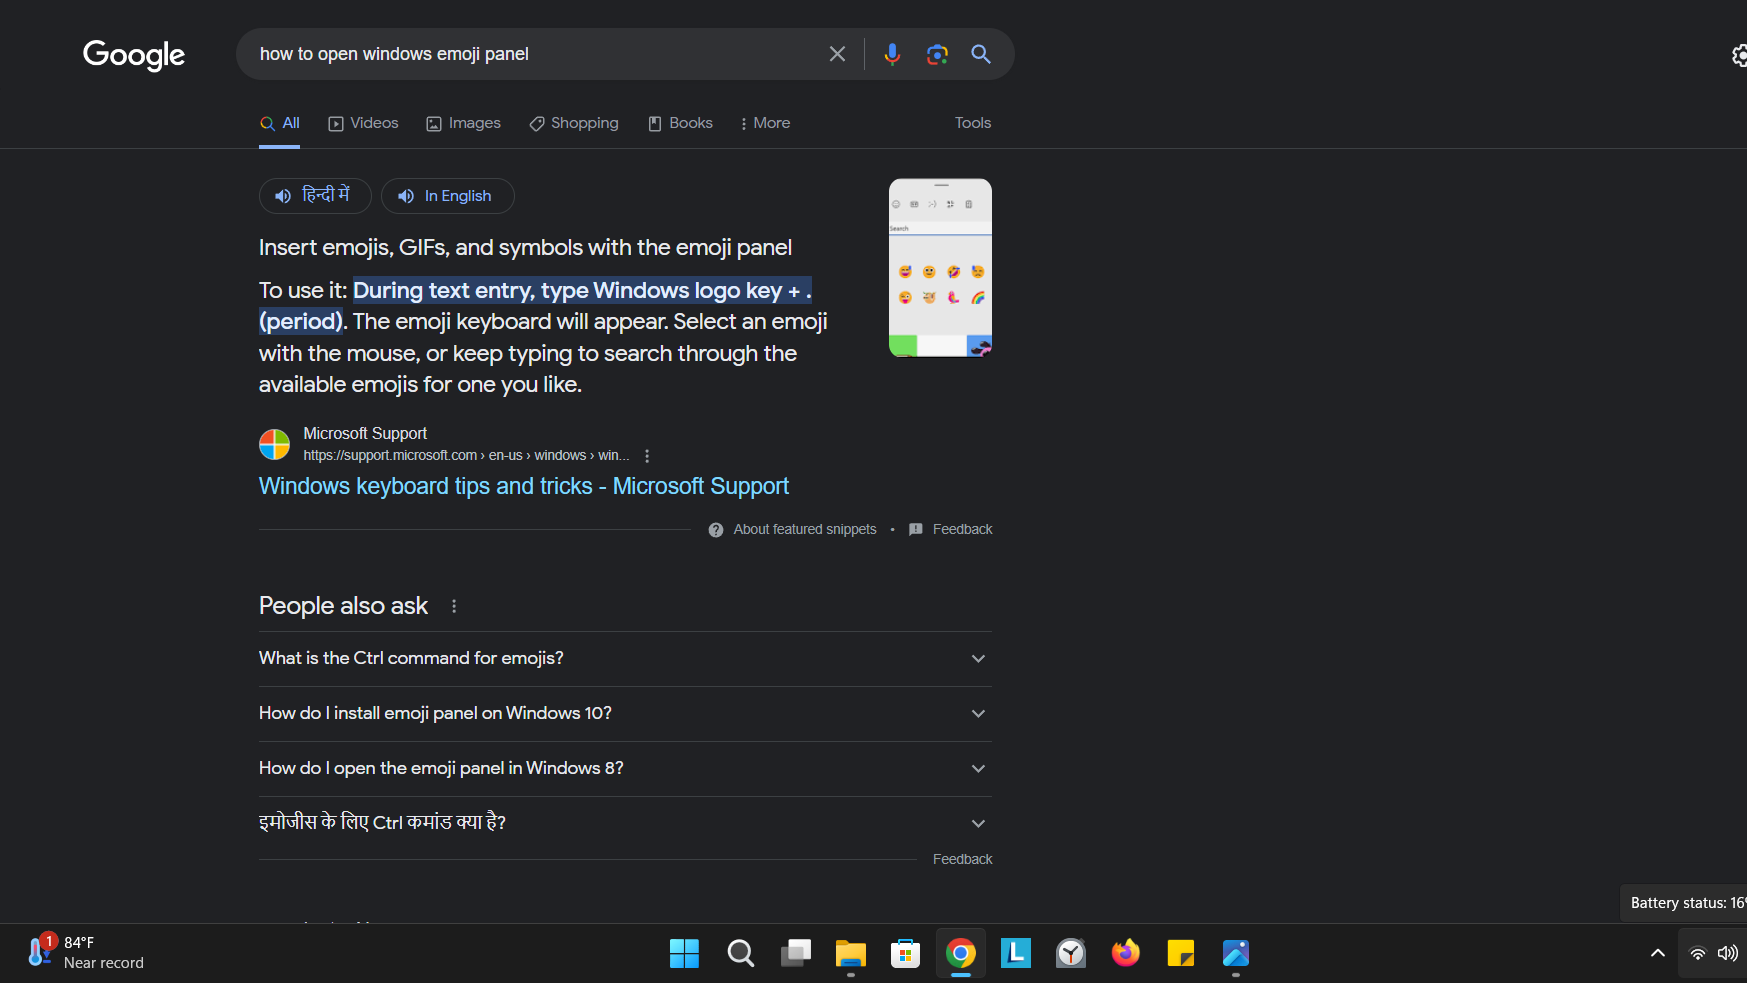 Google
how to open windows emoji panel
All
Videos
Images
Shopping
Books
More
Tools
हिन्दी में
In English
Insert emojis, GIFs, and symbols with the emoji panel
To use it: During text entry, type Windows logo key + .
(period). The emoji keyboard will appear. Select an emoji
with the mouse, or keep typing to search through the
available emojis for one you like.
Search
Microsoft Support
https://support.microsoft.com › en-us › windows › win...
Windows keyboard tips and tricks - Microsoft Support
About featured snippets • Feedback
People also ask
What is the Ctrl command for emojis?
How do I install emoji panel on Windows 10?
How do I open the emoji panel in Windows 8?
इमोजीस के लिए Ctrl कमांड क्या है?
Feedback
Battery status: 16
1
84°F
Near record
L